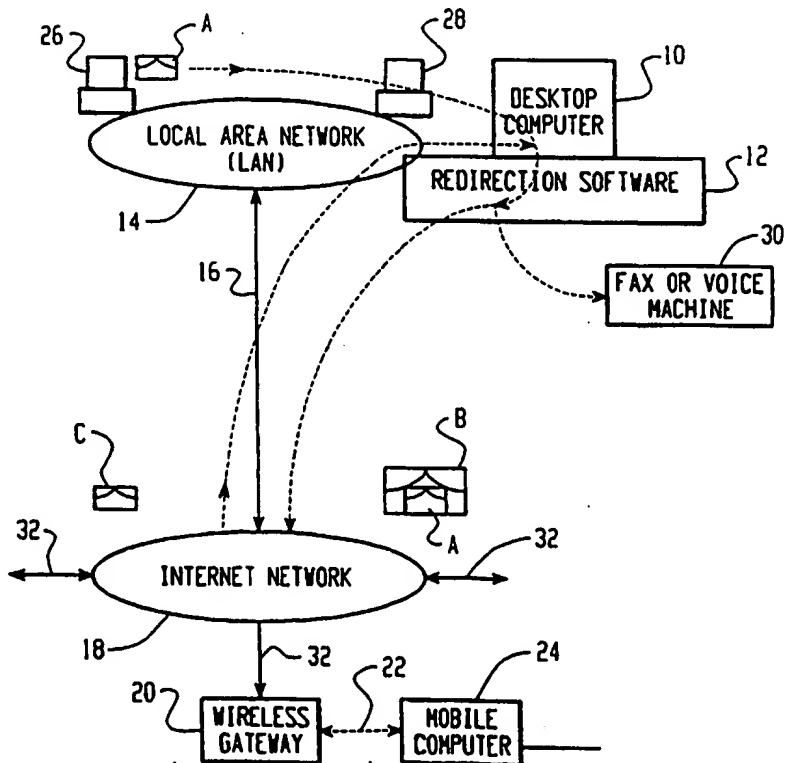 26
A
28
10
DESKTOP
COMPUTER
LOCAL AREA NETWORK
(LAN)
12
REDIRECTION SOFTWARE
14
16
30
FAX OR VOICE
MACHINE
C
B
A
32
32
INTERNET NETWORK
18
32
24
20
22
WIRELESS
GATEWAY
MOBILE
COMPUTER